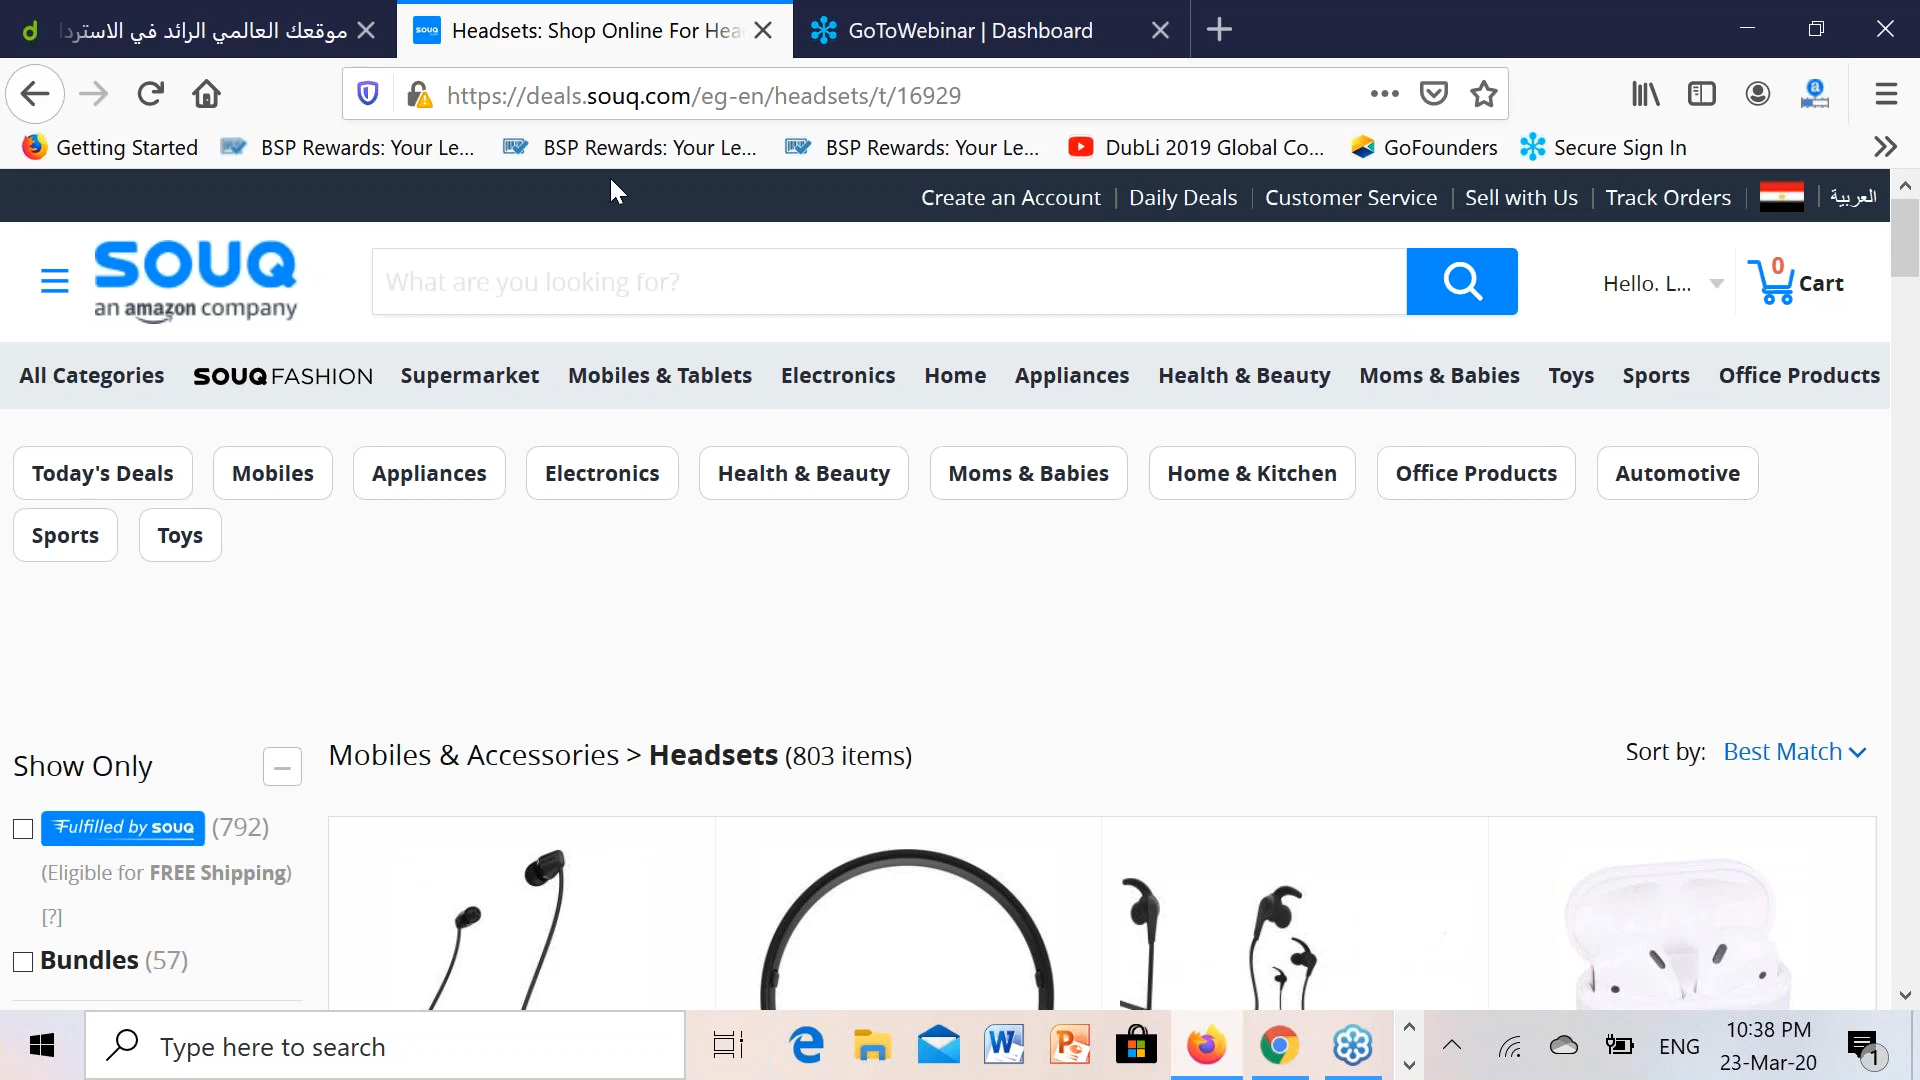 موقعك العالمي الرائد في الاستردا
Headsets: Shop Online For Hea
GoToWebinar | Dashboard
https://deals.souq.com/eg-en/headsets/t/16929
Getting Started
BSP Rewards: Your Le...
BSP Rewards: Your Le...
BSP Rewards: Your Le...
DubLi 2019 Global Co...
GoFounders
Secure Sign In
Create an Account | Daily Deals | Customer Service | Sell with Us | Track Orders | العربية
souq
an amazon company
What are you looking for?
Hello. L...
0
Cart
All Categories
SOUQ FASHION
Supermarket
Mobiles & Tablets
Electronics
Home
Appliances
Health & Beauty
Moms & Babies
Toys
Sports
Office Products
Today's Deals
Mobiles
Appliances
Electronics
Health & Beauty
Moms & Babies
Home & Kitchen
Office Products
Automotive
Sports
Toys
Show Only
Mobiles & Accessories > Headsets (803 items)
Sort by: Best Match
Fulfilled by souq (792)
(Eligible for FREE Shipping)
[?]
Bundles (57)
Type here to search
ENG
10:38 PM
23-Mar-20
1